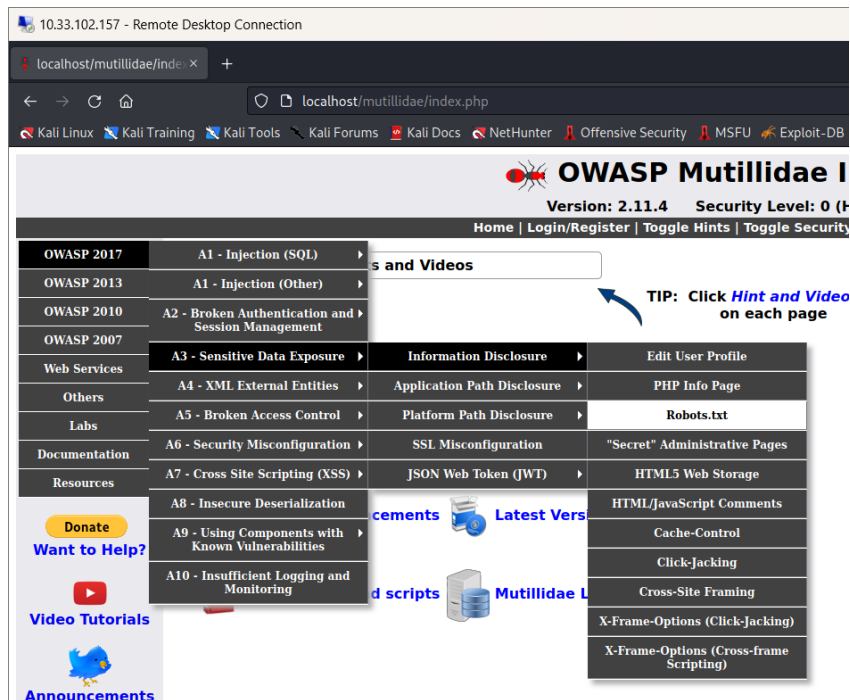 10.33.102.157 - Remote Desktop Connection
localhost/mutillidae/index
localhost/mutillidae/index.php
Kali Linux Kali Training Kali Tools Kali Forums Kali Docs NetHunter Offensive Security MSFU Exploit-DB
OWASP Mutillidae I
Version: 2.11.4 Security Level: 0 (H
Home | Login/Register | Toggle Hints | Toggle Security
OWASP 2017
OWASP 2013
OWASP 2010
OWASP 2007
Web Services
Others
Labs
Documentation
Resources
A1 - Injection (SQL)
A1 - Injection (Other)
A2 - Broken Authentication and
Session Management
A3 - Sensitive Data Exposure
A4 - XML External Entities
A5 - Broken Access Control
A6 - Security Misconfiguration
A7 - Cross Site Scripting (XSS)
A8 - Insecure Deserialization
A9 - Using Components with
Known Vulnerabilities
A10 - Insufficient Logging and
Monitoring
Information Disclosure
Application Path Disclosure
Platform Path Disclosure
SSL Misconfiguration
JSON Web Token (JWT)
Edit User Profile
PHP Info Page
Robots.txt
"Secret" Administrative Pages
HTML5 Web Storage
HTML/JavaScript Comments
Cache-Control
Click-Jacking
Cross-Site Framing
X-Frame-Options (Click-Jacking)
X-Frame-Options (Cross-frame
Scripting)
s and Videos
TIP: Click Hint and Video
on each page
cements
Latest Versi
d scripts
Mutillidae L
Donate
Want to Help?
Video Tutorials
Announcements